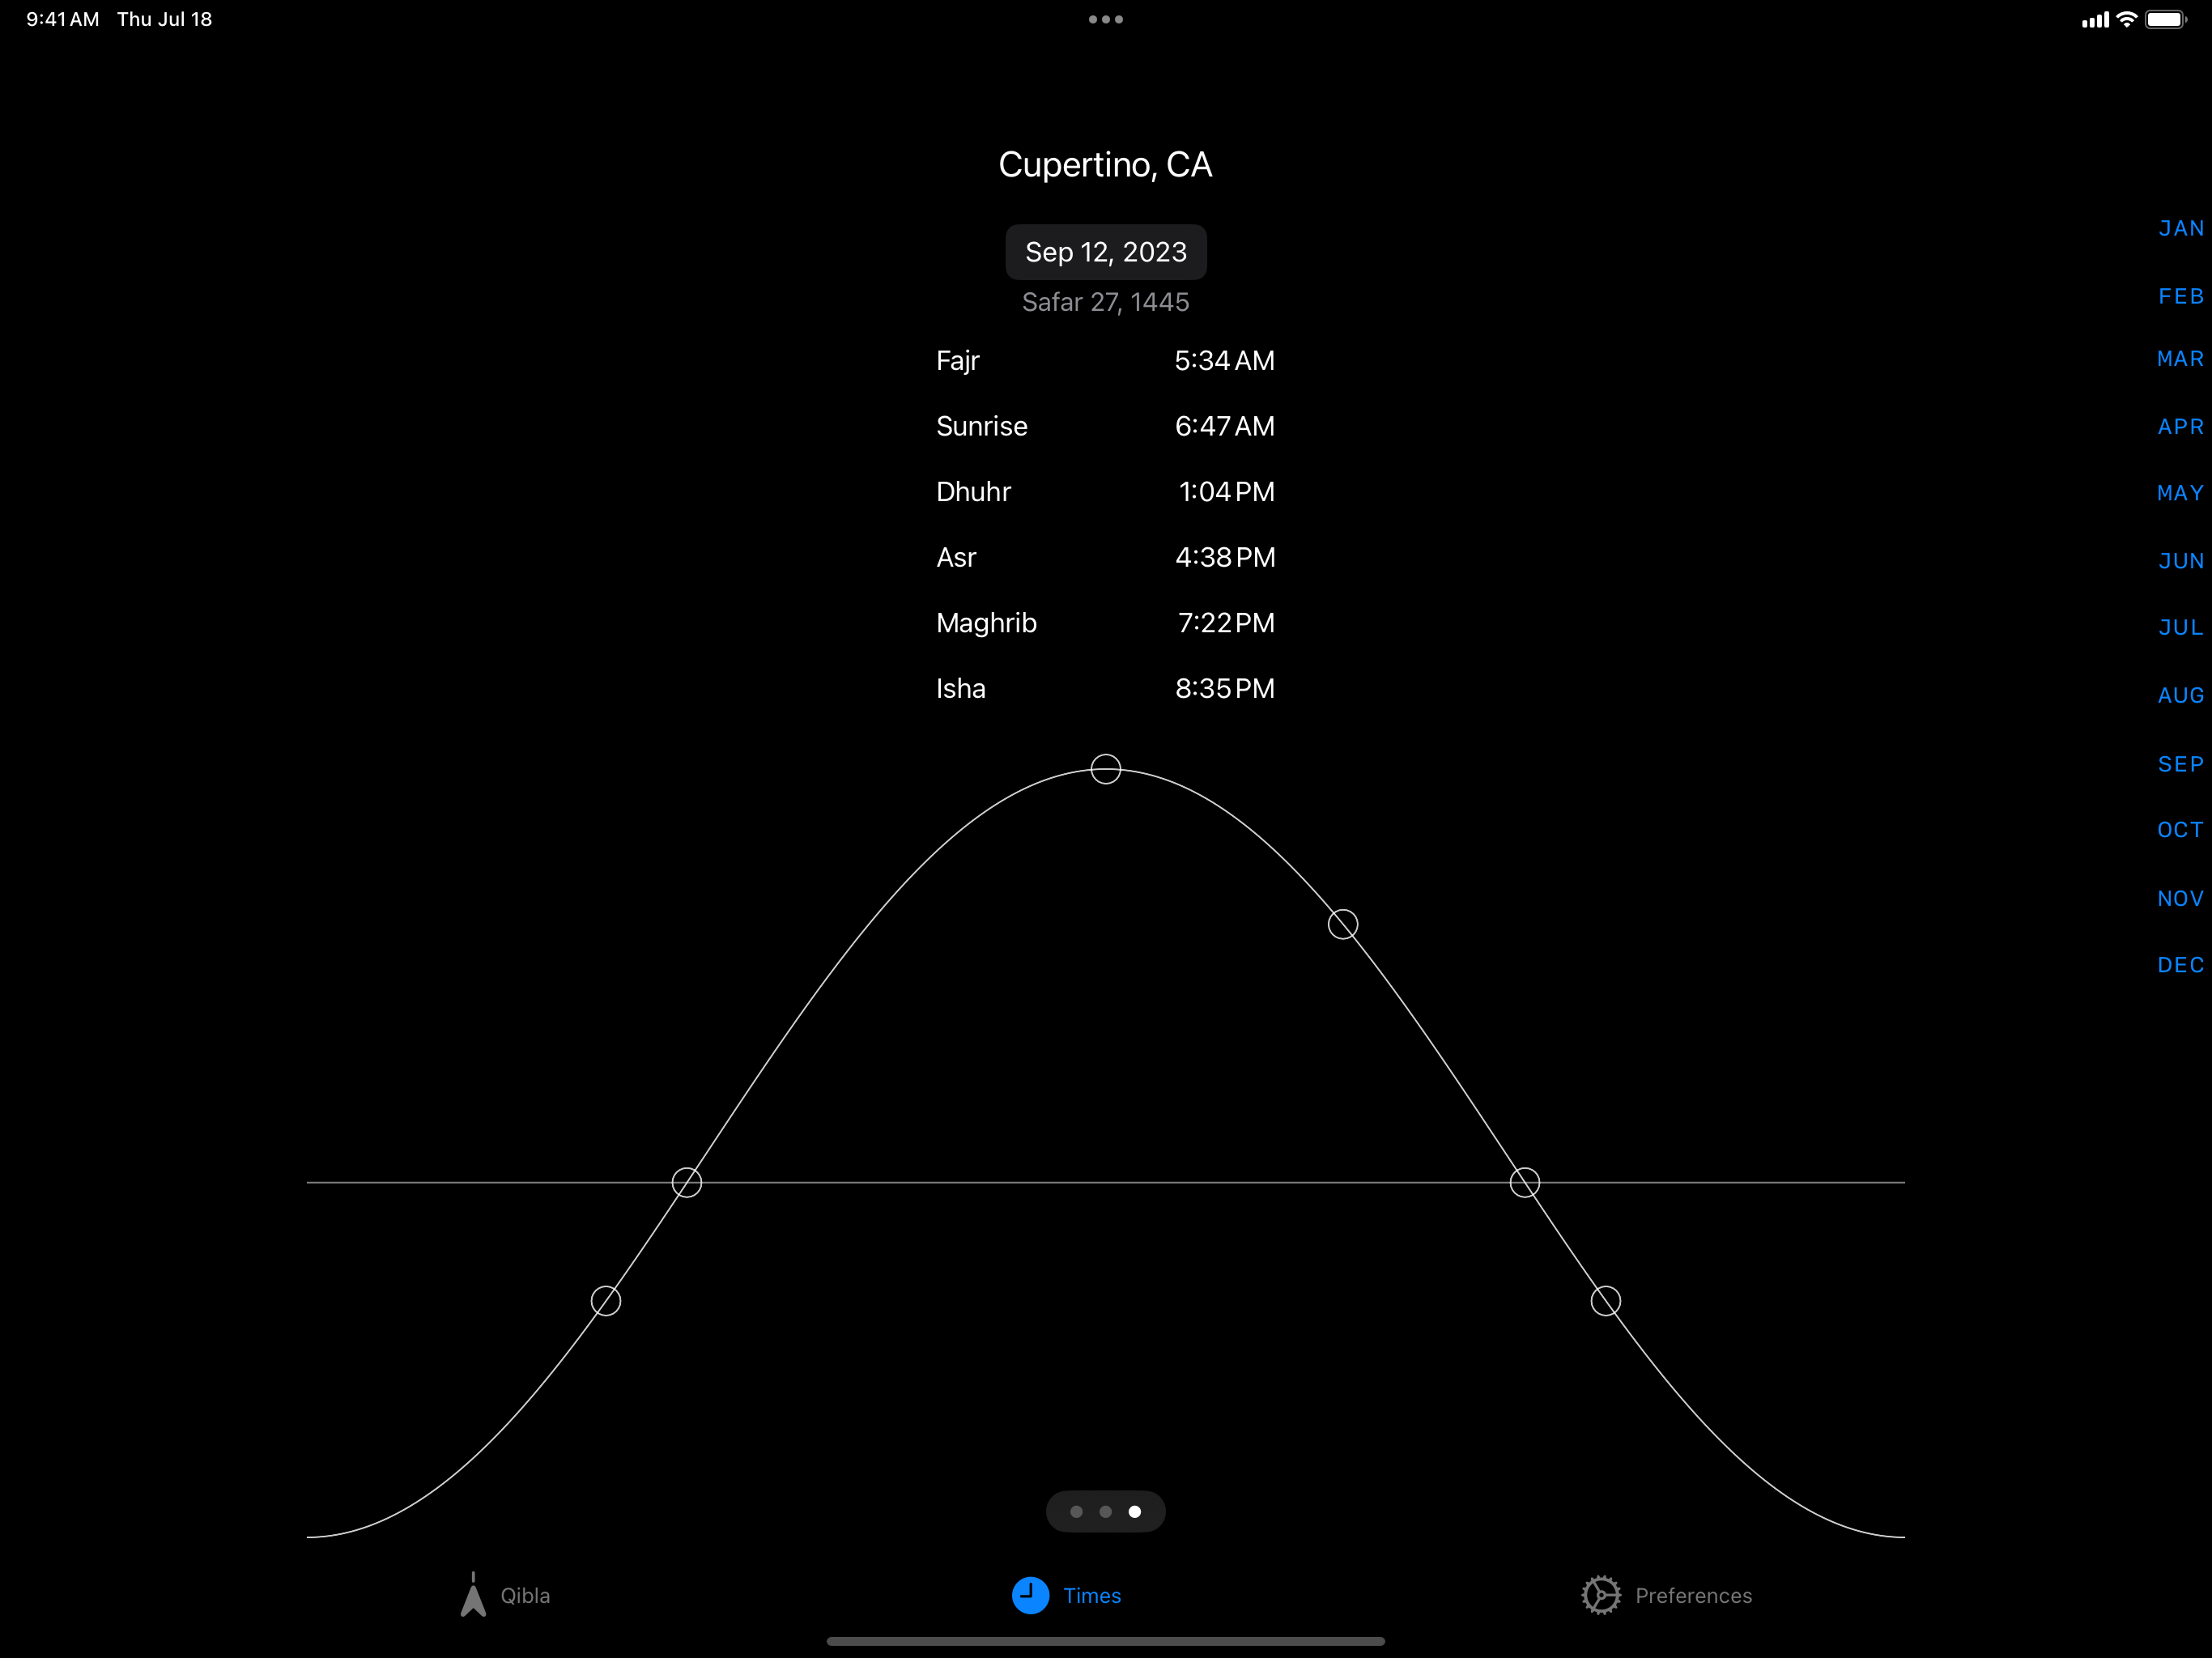 9:41 AM Thu Jul 18
Cupertino, CA
Sep 12, 2023
Safar 27, 1445
Fajr 5:34 AM
Sunrise 6:47 AM
Dhuhr 1:04 PM
Asr 4:38 PM
Maghrib 7:22 PM
Isha 8:35 PM
JAN
FEB
MAR
APR
MAY
JUN
JUL
AUG
SEP
OCT
NOV
DEC
Qibla Times Preferences